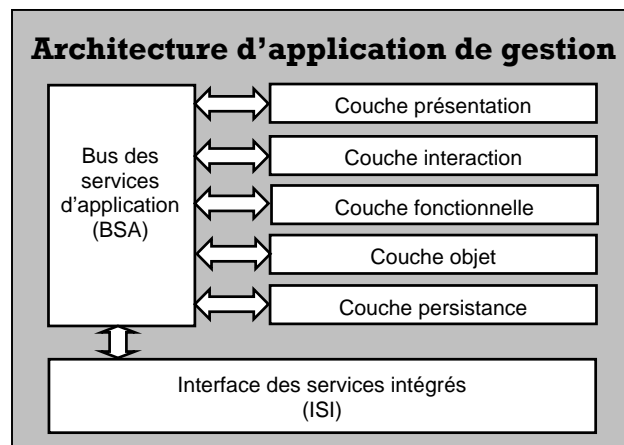 Architecture d’application de gestion
Bus des
services
d’application
(BSA)
Couche présentation
Couche interaction
Couche fonctionnelle
Couche objet
Couche persistance
Interface des services intégrés
(ISI)